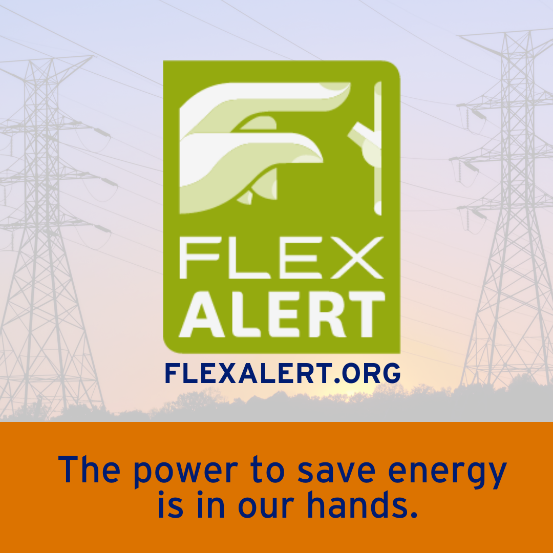 FLEX
ALERT
FLEXALERT.ORG
The power to save energy
is in our hands.